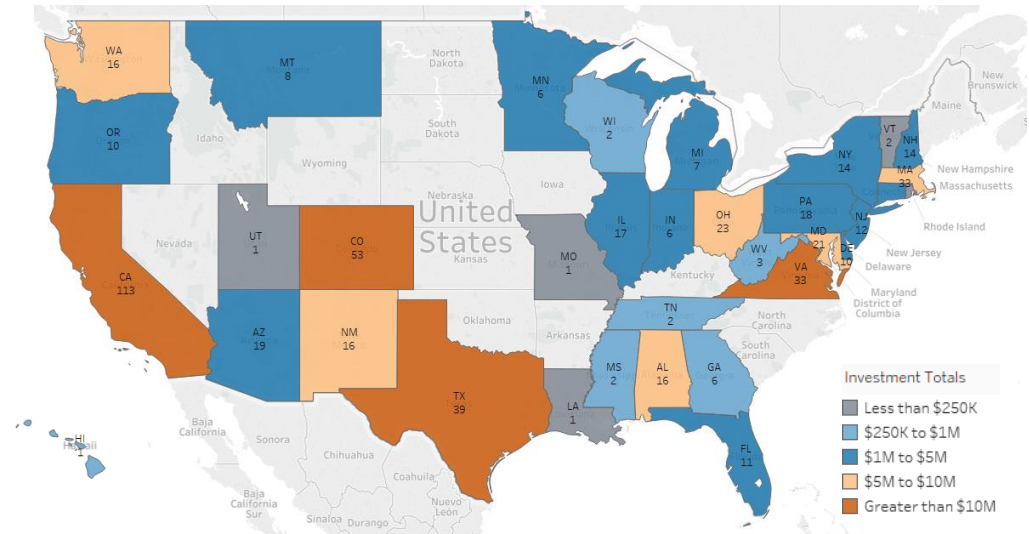 WA
16
MT
8
North
Dakota
MN
6
OR
10
Idaho
South
Dakota
WI
2
MI
7
NY
14
VT
2
NH
14
Maine
New
Brunswick
MA
33
New Hampshire
Massachusetts
Rhode Island
Wyoming
Nebraska
Iowa
IL
17
IN
6
OH
23
PA
18
NJ
12
New Jersey
Delaware
Maryland
District of
Columbia
MD
21
DE
10
WV
3
VA
33
Nevada
UT
1
CO
53
United
States
Kansas
MO
1
Kentucky
CA
113
AZ
19
NM
16
Oklahoma
Arkansas
TN
2
North
Carolina
South
Carolina
MS
2
AL
16
GA
6
TX
39
LA
1
FL
11
HI
1
Baja
California
Sonora
Chihuahua
Coahuila
Baja
California
Sur
Sinaloa
Durango
Nuevo
León
Investment Totals
Less than $250K
$250K to $1M
$1M to $5M
$5M to $10M
Greater than $10M